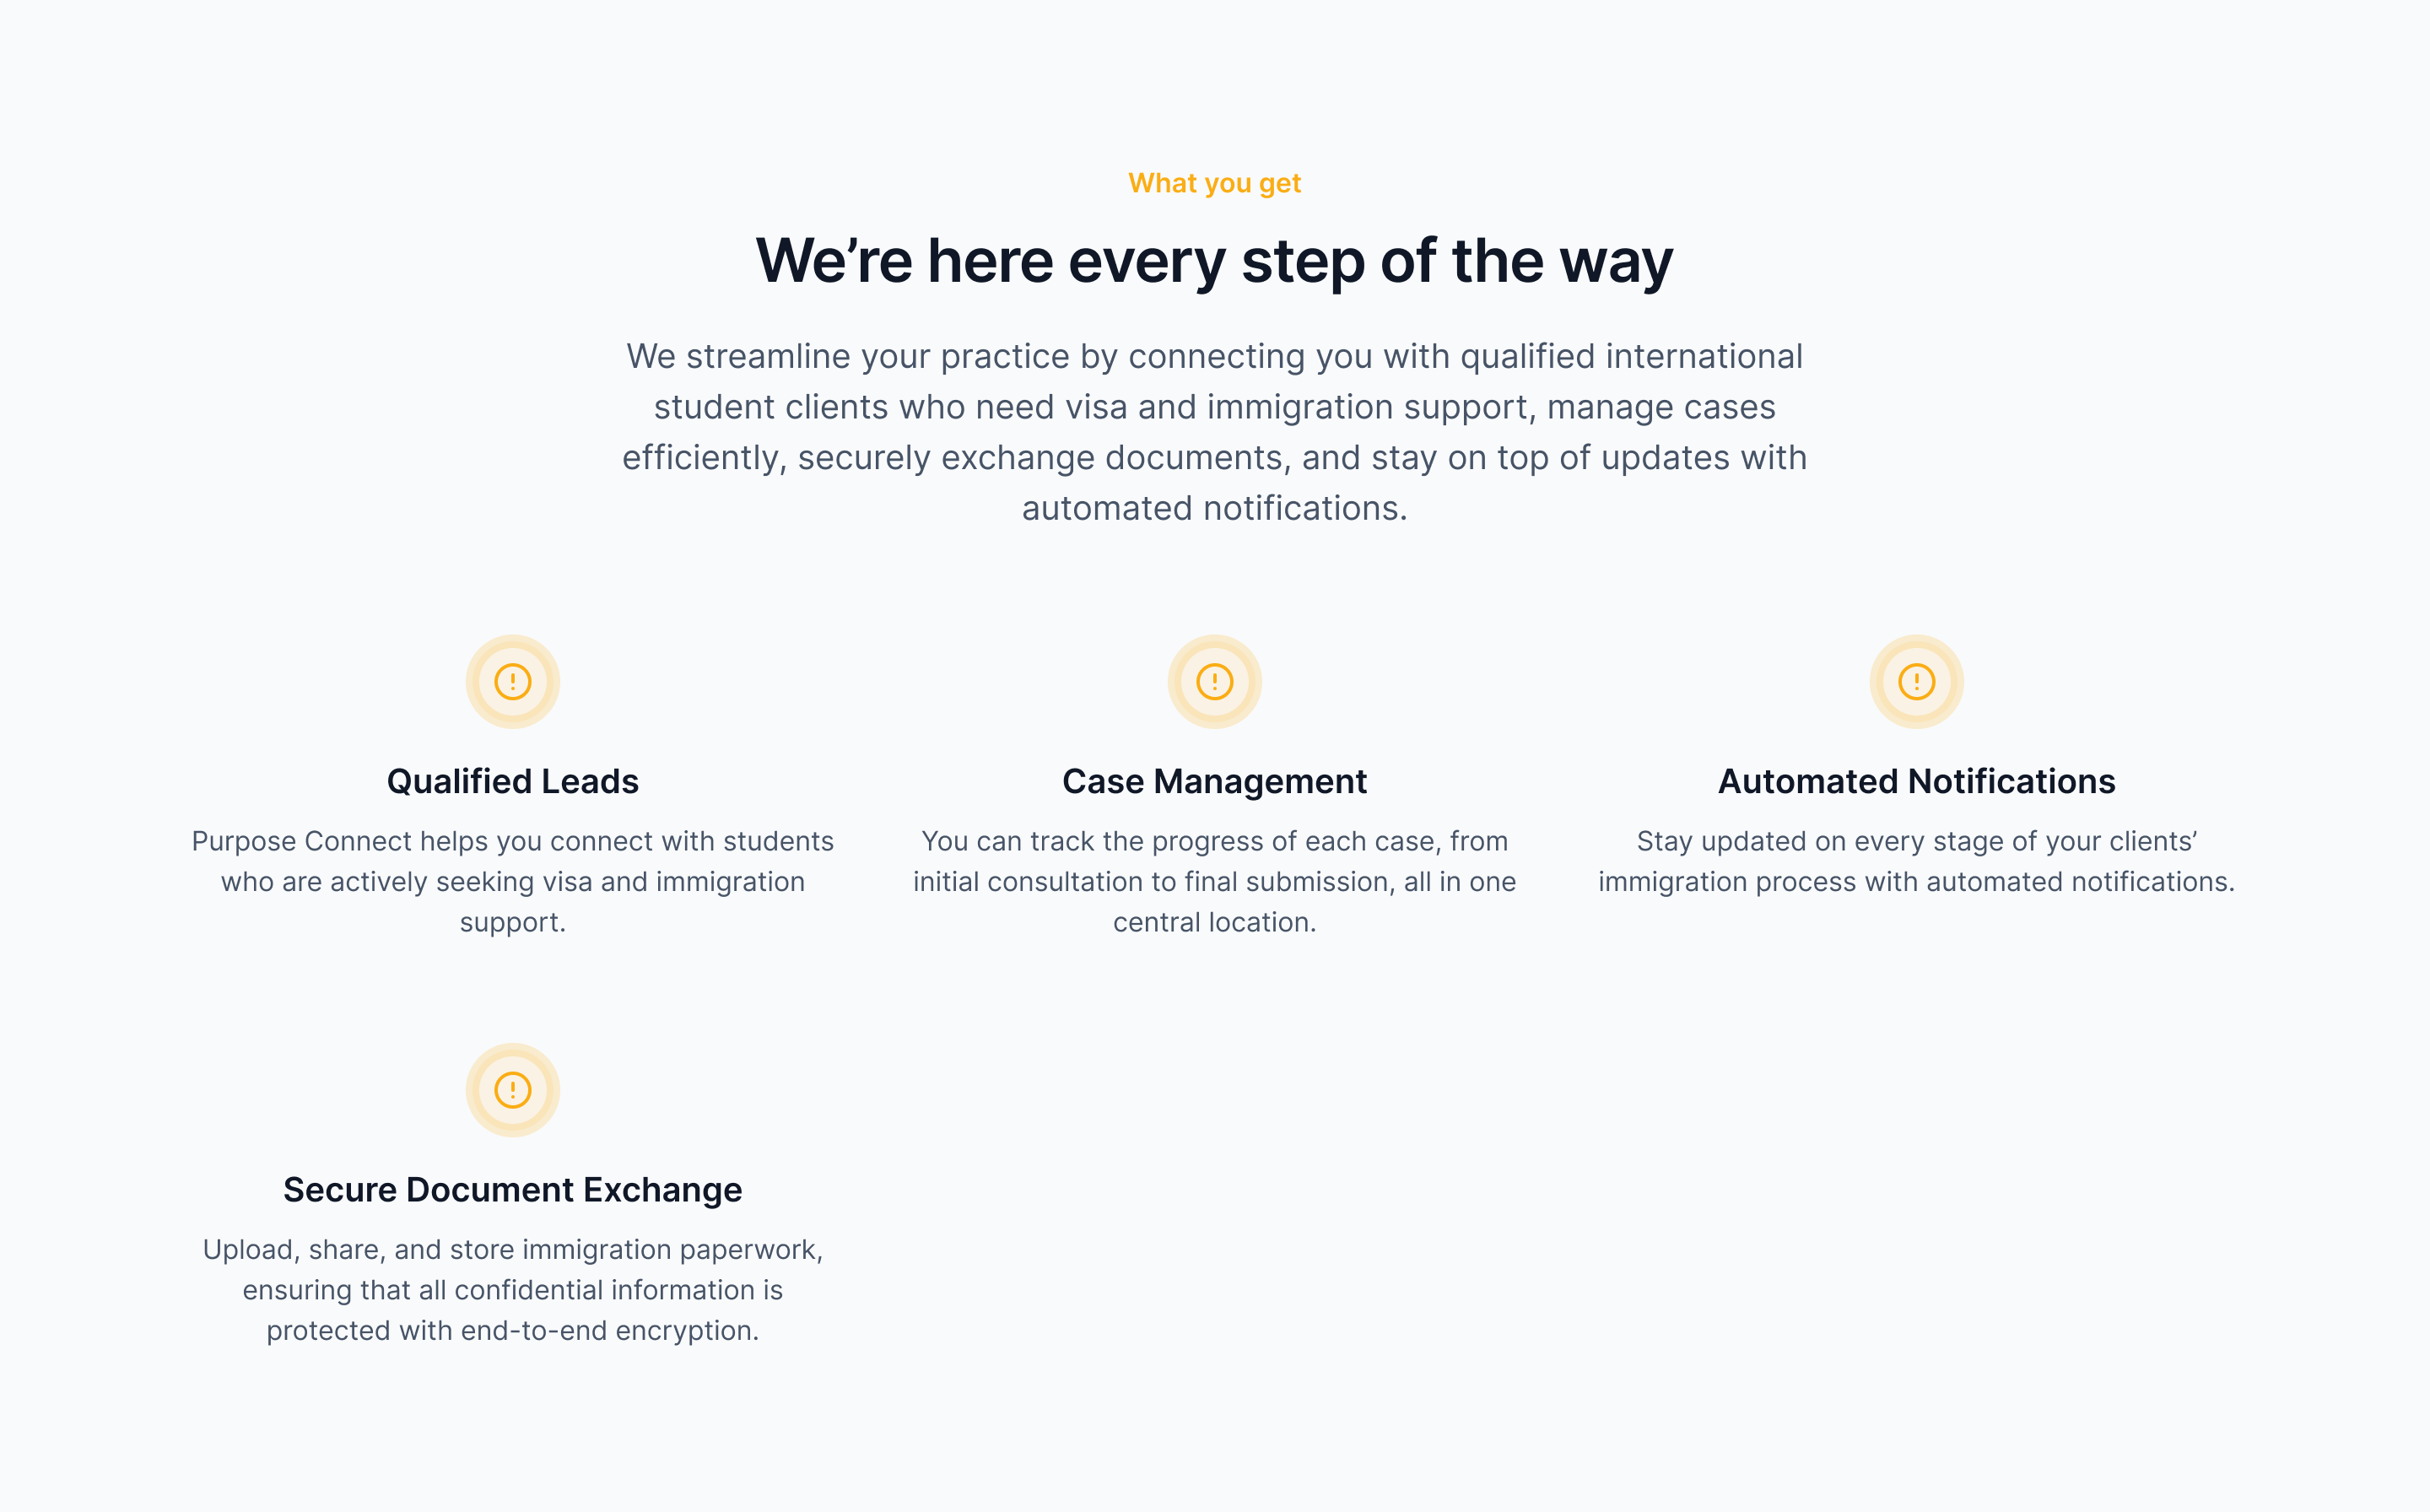 What you get
We’re here every step of the way
We streamline your practice by connecting you with qualified international
student clients who need visa and immigration support, manage cases
efficiently, securely exchange documents, and stay on top of updates with
automated notifications.
Qualified Leads
Purpose Connect helps you connect with students
who are actively seeking visa and immigration
support.
Case Management
You can track the progress of each case, from
initial consultation to final submission, all in one
central location.
Automated Notifications
Stay updated on every stage of your clients’
immigration process with automated notifications.
Secure Document Exchange
Upload, share, and store immigration paperwork,
ensuring that all confidential information is
protected with end-to-end encryption.